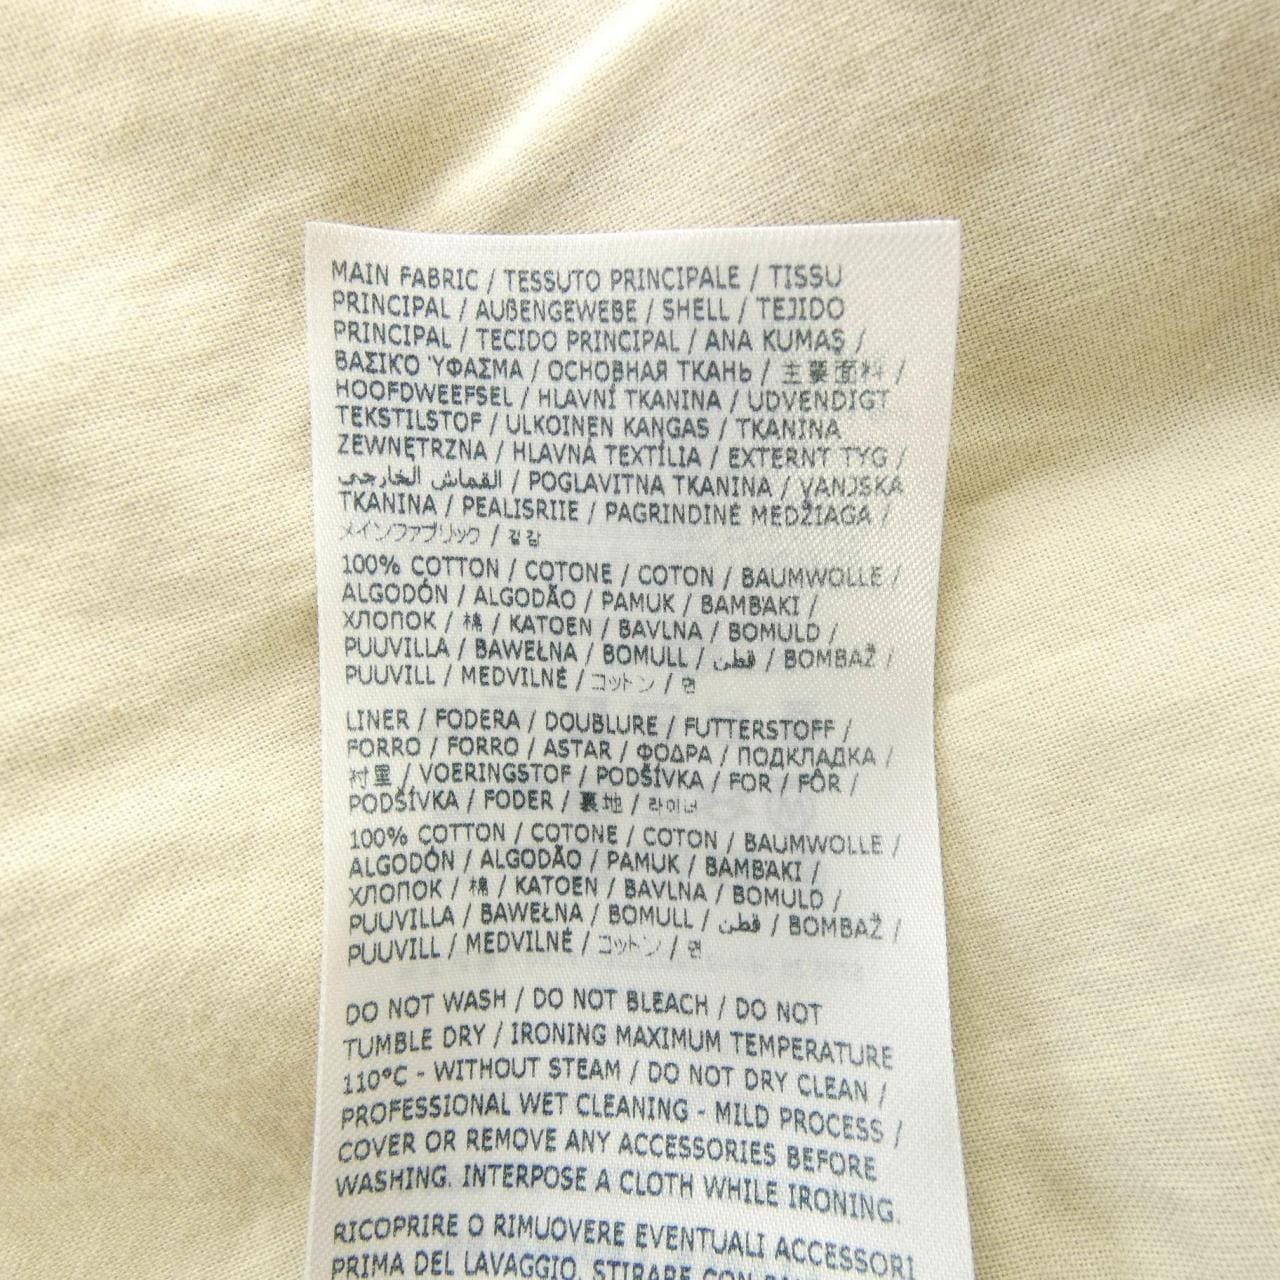 MAIN FABRIC / TESSUTO PRINCIPALE / TISSU
PRINCIPAL / AUßENGEWEBE / SHELL / TEJIDO
PRINCIPAL / TECIDO PRINCIPAL / ANA KUMAŞ /
ΒΑΣΙΚΌ ΎΦΑΣΜΑ / ОСНОВНАЯ ТКАНЬ / 主要面料 /
HOOFDWEEFSEL / HLAVNÍ TKANINA / UDVENDIGT
TEKSTILSTOF / ULKOINEN KANGAS / TKANINA
ZEWNĘTRZNA / HLAVNÁ TEXTÍLIA / EXTERNT TYG /
القماش الخارجي / POGLAVITNA TKANINA / VANJSKA
TKANINA / PEALISRIIE / PAGRINDINĖ MEDŽIAGA /
メインファブリック / 겉감
100% COTTON / COTONE / COTON / BAUMWOLLE /
ALGODÓN / ALGODÃO / PAMUK / ΒΑΜΒΆΚΙ /
ХЛОПОК / 棉 / KATOEN / BAVLNA / BOMULD /
PUUVILLA / BAWEŁNA / BOMULL / قطن / BOMBAŽ /
PUUVILL / MEDVILNĖ / コットン / 면
LINER / FODERA / DOUBLURE / FUTTERSTOFF /
FORRO / FORRO / ASTAR / ΦΟΔΡΑ / ПОДКЛАДКА /
衬里 / VOERINGSTOF / PODŠÍVKA / FOR / FÔR /
PODŠÍVKA / FODER / 裏地 / 라이너
100% COTTON / COTONE / COTON / BAUMWOLLE /
ALGODÓN / ALGODÃO / PAMUK / ΒΑΜΒΆΚΙ /
ХЛОПОК / 棉 / KATOEN / BAVLNA / BOMULD /
PUUVILLA / BAWEŁNA / BOMULL / قطن / BOMBAŽ /
PUUVILL / MEDVILNĖ / コットン / 면
DO NOT WASH / DO NOT BLEACH / DO NOT
TUMBLE DRY / IRONING MAXIMUM TEMPERATURE
110°C - WITHOUT STEAM / DO NOT DRY CLEAN /
PROFESSIONAL WET CLEANING - MILD PROCESS /
COVER OR REMOVE ANY ACCESSORIES BEFORE
WASHING. INTERPOSE A CLOTH WHILE IRONING.
RICOPRIRE O RIMUOVERE EVENTUALI ACCESSORI
PRIMA DEL LAVAGGIO. STIRARE CON